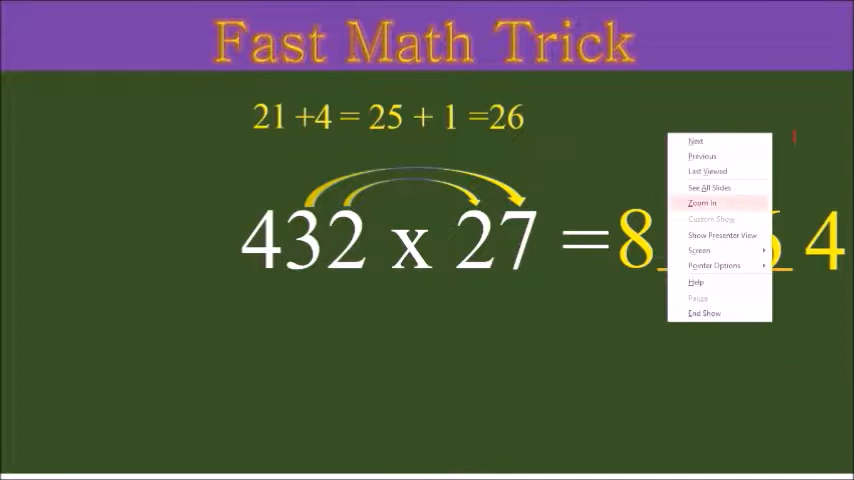 Fast Math Trick
21 +4 = 25 + 1 =26
432 x 27 = 8 6 4
Next
Previous
Last Viewed
See All Slides
Zoom In
Custom Show
Show Presenter View
Screen
Pointer Options
Help
Pause
End Show